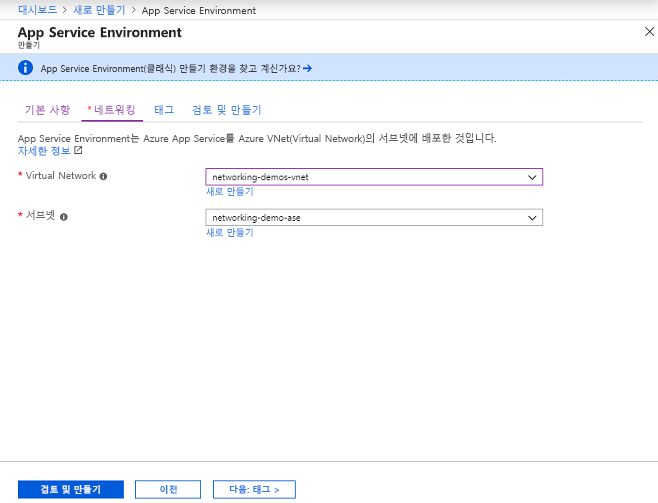 대시보드 > 새로 만들기 > App Service Environment
App Service Environment
만들기
App Service Environment(클래식) 만들기 환경을 찾고 계신가요? →
기본 사항 * 네트워킹 태그 검토 및 만들기
App Service Environment는 Azure App Service를 Azure VNet(Virtual Network)의 서브넷에 배포한 것입니다.
자세한 정보
* Virtual Network networking-demos-vnet
새로 만들기
* 서브넷 networking-demo-ase
새로 만들기
검토 및 만들기 이전 다음: 태그 >